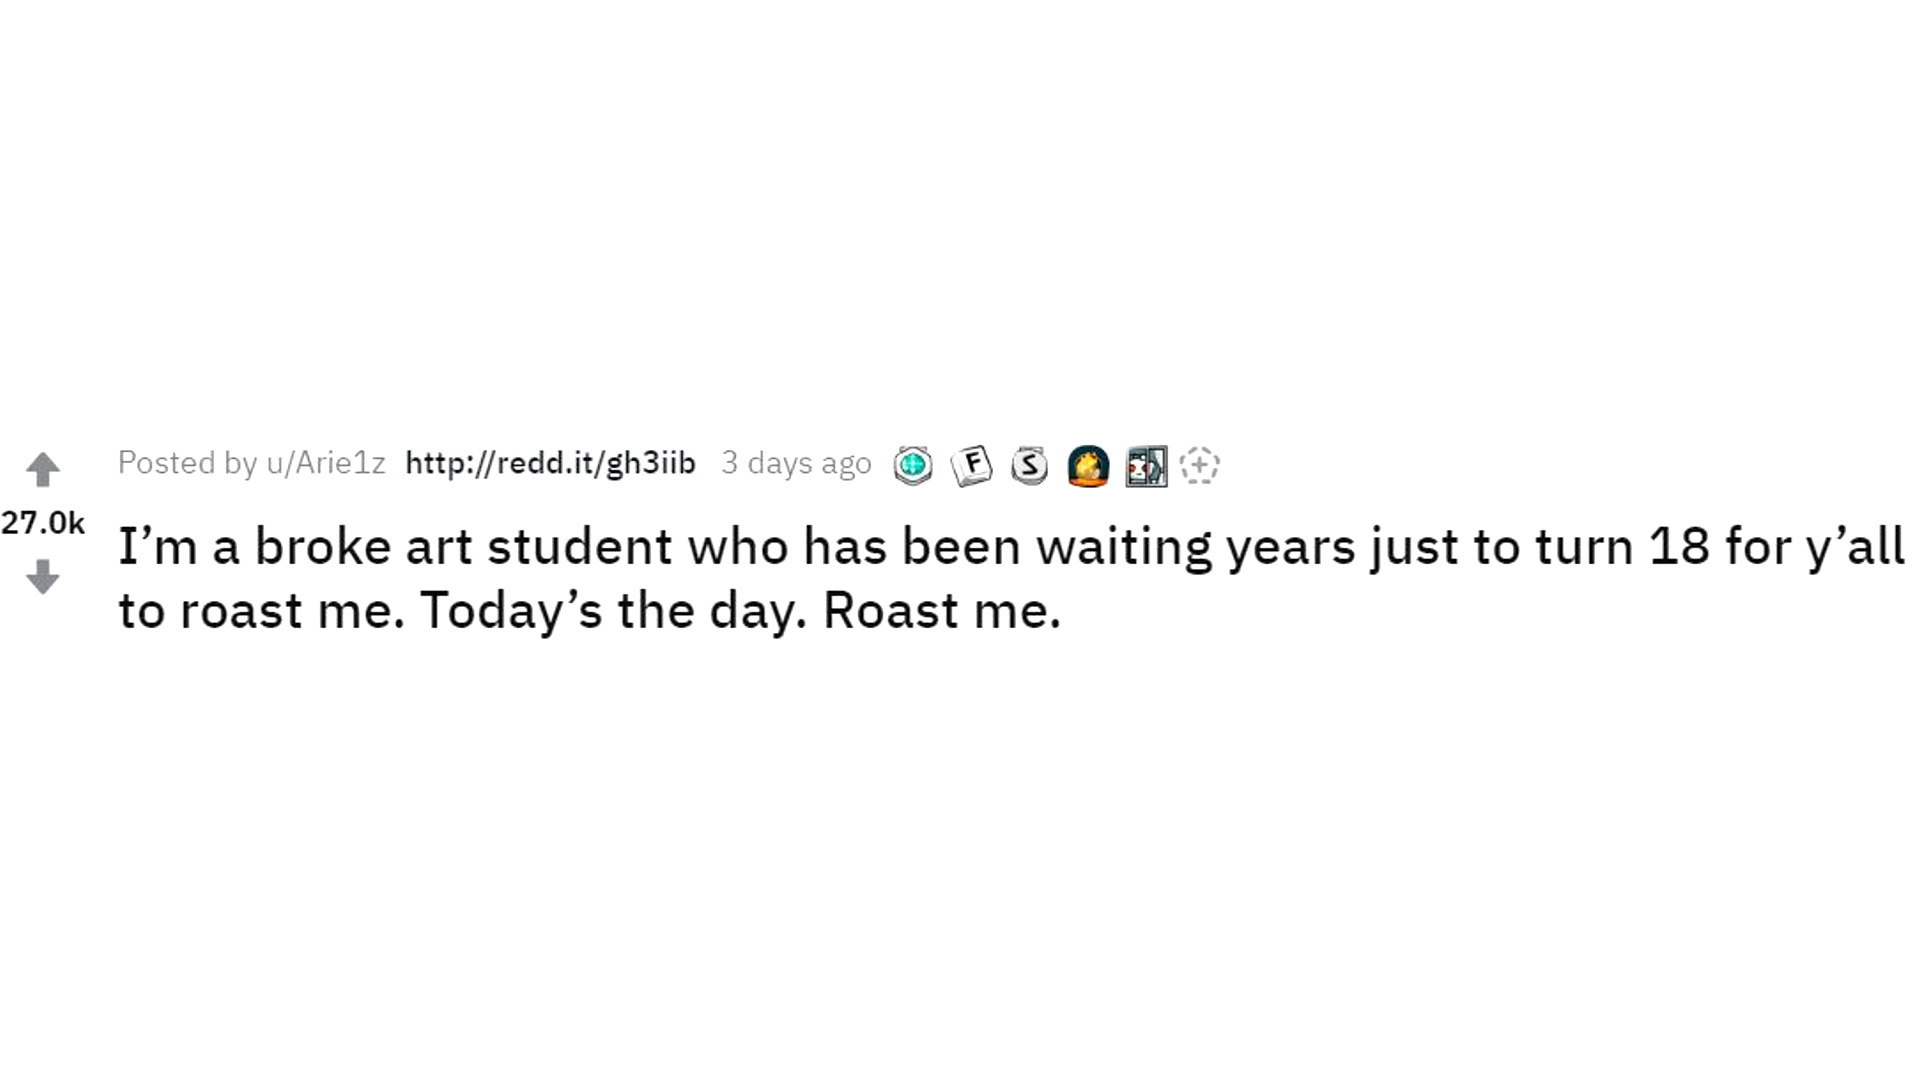 Posted by u/Arie1z http://redd.it/gh3iib 3 days ago
27.0k
I’m a broke art student who has been waiting years just to turn 18 for y’all
to roast me. Today’s the day. Roast me.